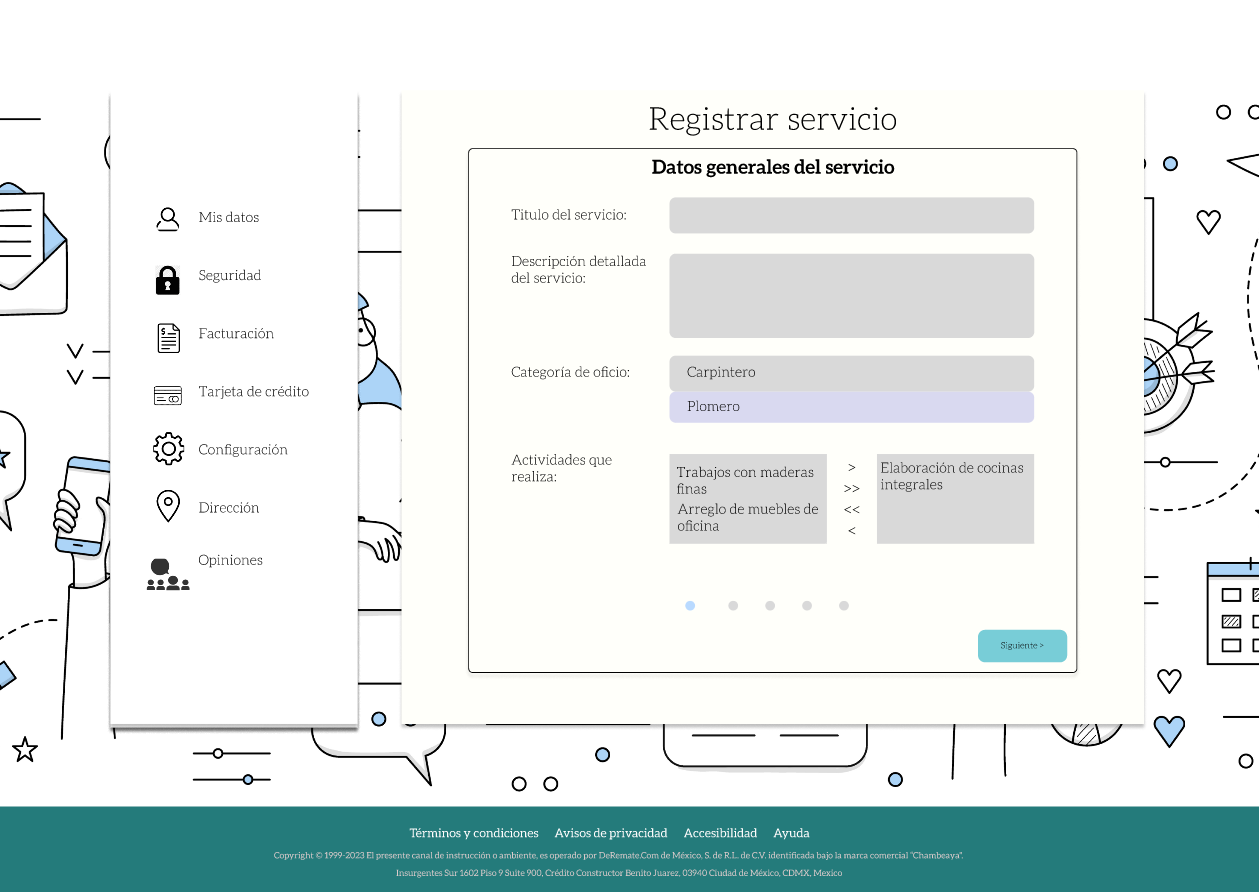 Registrar servicio
Datos generales del servicio
Mis datos
Seguridad
Facturación
Tarjeta de crédito
Configuración
Dirección
Opiniones
Titulo del servicio:
Descripción detallada
del servicio:
Categoría de oficio:
Carpintero
Plomero
Actividades que
realiza:
Trabajos con maderas
finas
Arreglo de muebles de
oficina
>
>>
<<
<
Elaboración de cocinas
integrales
Siguiente >
Términos y condiciones Avisos de privacidad Accesibilidad Ayuda
Copyright © 1999-2023 El presente canal de instrucción o ambiente, es operado por DeRemate.Com de México, S. de R.L. de C.V. identificada bajo la marca comercial "Chambeaya".
Insurgentes Sur 1602 Piso 9 Suite 900, Crédito Constructor Benito Juarez, 03940 Ciudad de México, CDMX, Mexico